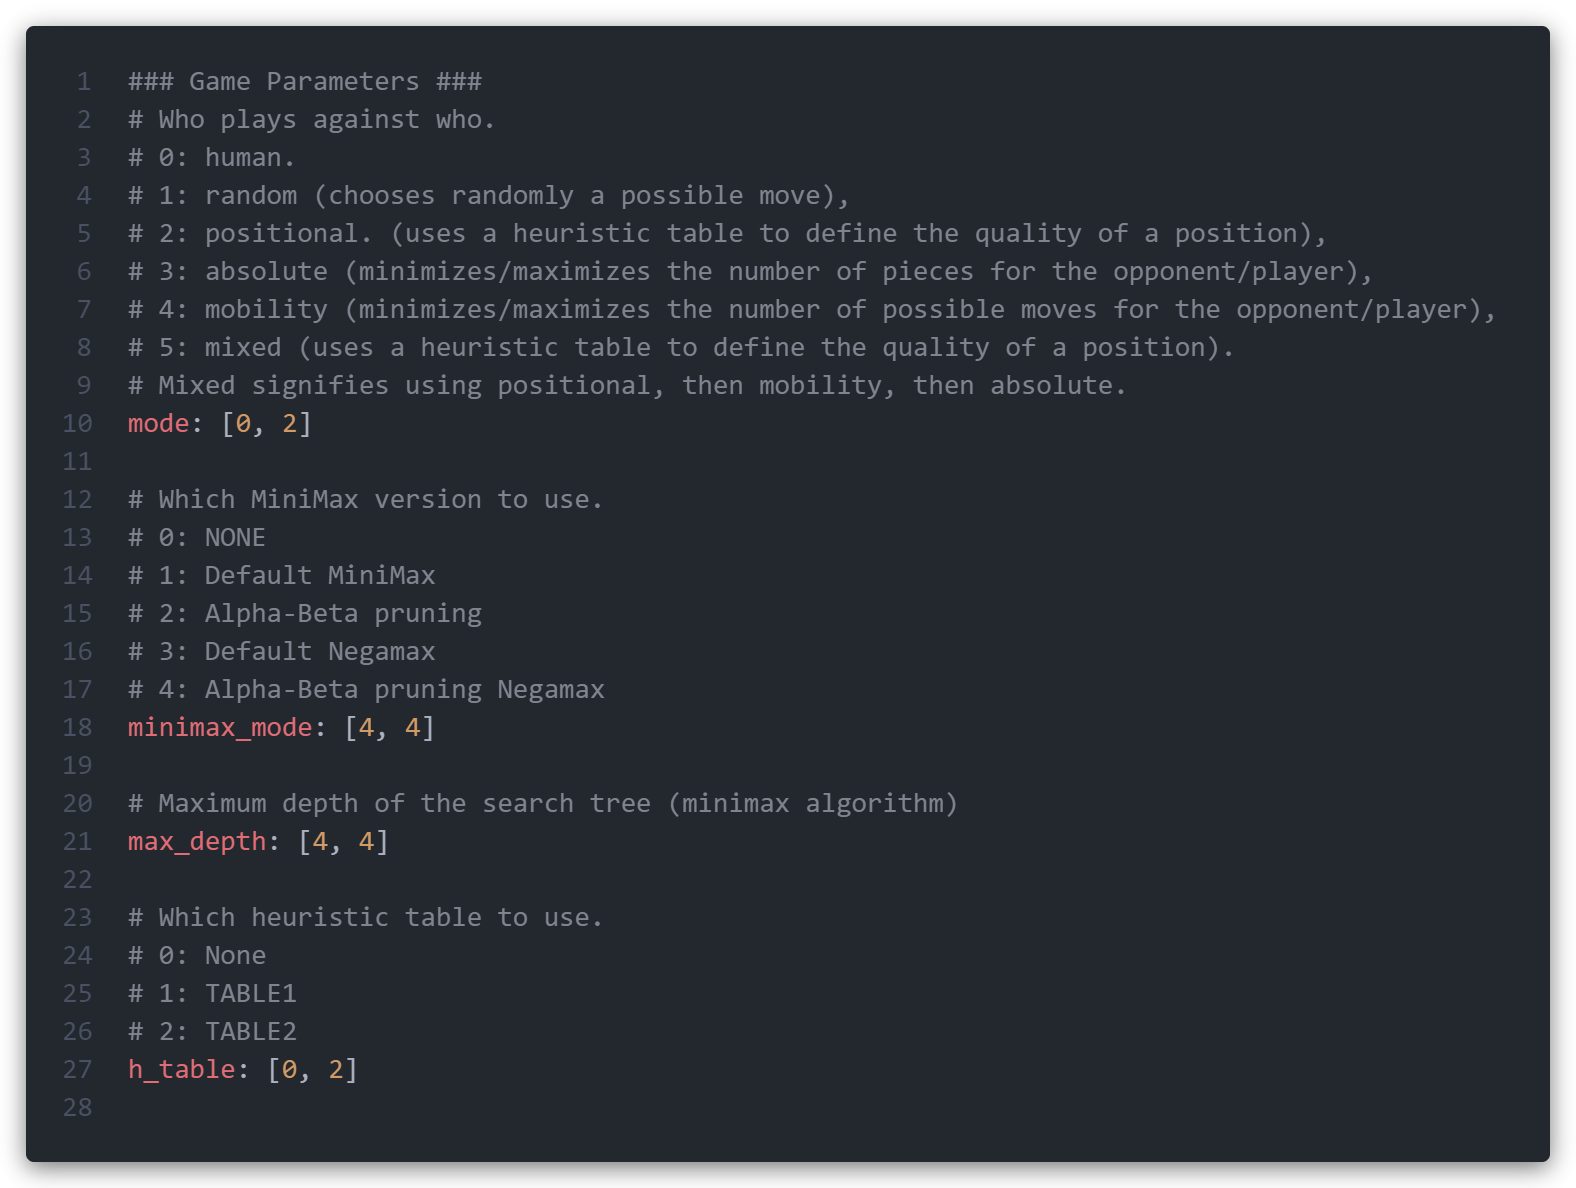 1 ### Game Parameters ###
2 # Who plays against who.
3 # 0: human.
4 # 1: random (chooses randomly a possible move),
5 # 2: positional. (uses a heuristic table to define the quality of a position),
6 # 3: absolute (minimizes/maximizes the number of pieces for the opponent/player),
7 # 4: mobility (minimizes/maximizes the number of possible moves for the opponent/player),
8 # 5: mixed (uses a heuristic table to define the quality of a position).
9 # Mixed signifies using positional, then mobility, then absolute.
10 mode: [0, 2]
11
12 # Which MiniMax version to use.
13 # 0: NONE
14 # 1: Default MiniMax
15 # 2: Alpha-Beta pruning
16 # 3: Default Negamax
17 # 4: Alpha-Beta pruning Negamax
18 minimax_mode: [4, 4]
19
20 # Maximum depth of the search tree (minimax algorithm)
21 max_depth: [4, 4]
22
23 # Which heuristic table to use.
24 # 0: None
25 # 1: TABLE1
26 # 2: TABLE2
27 h_table: [0, 2]
28